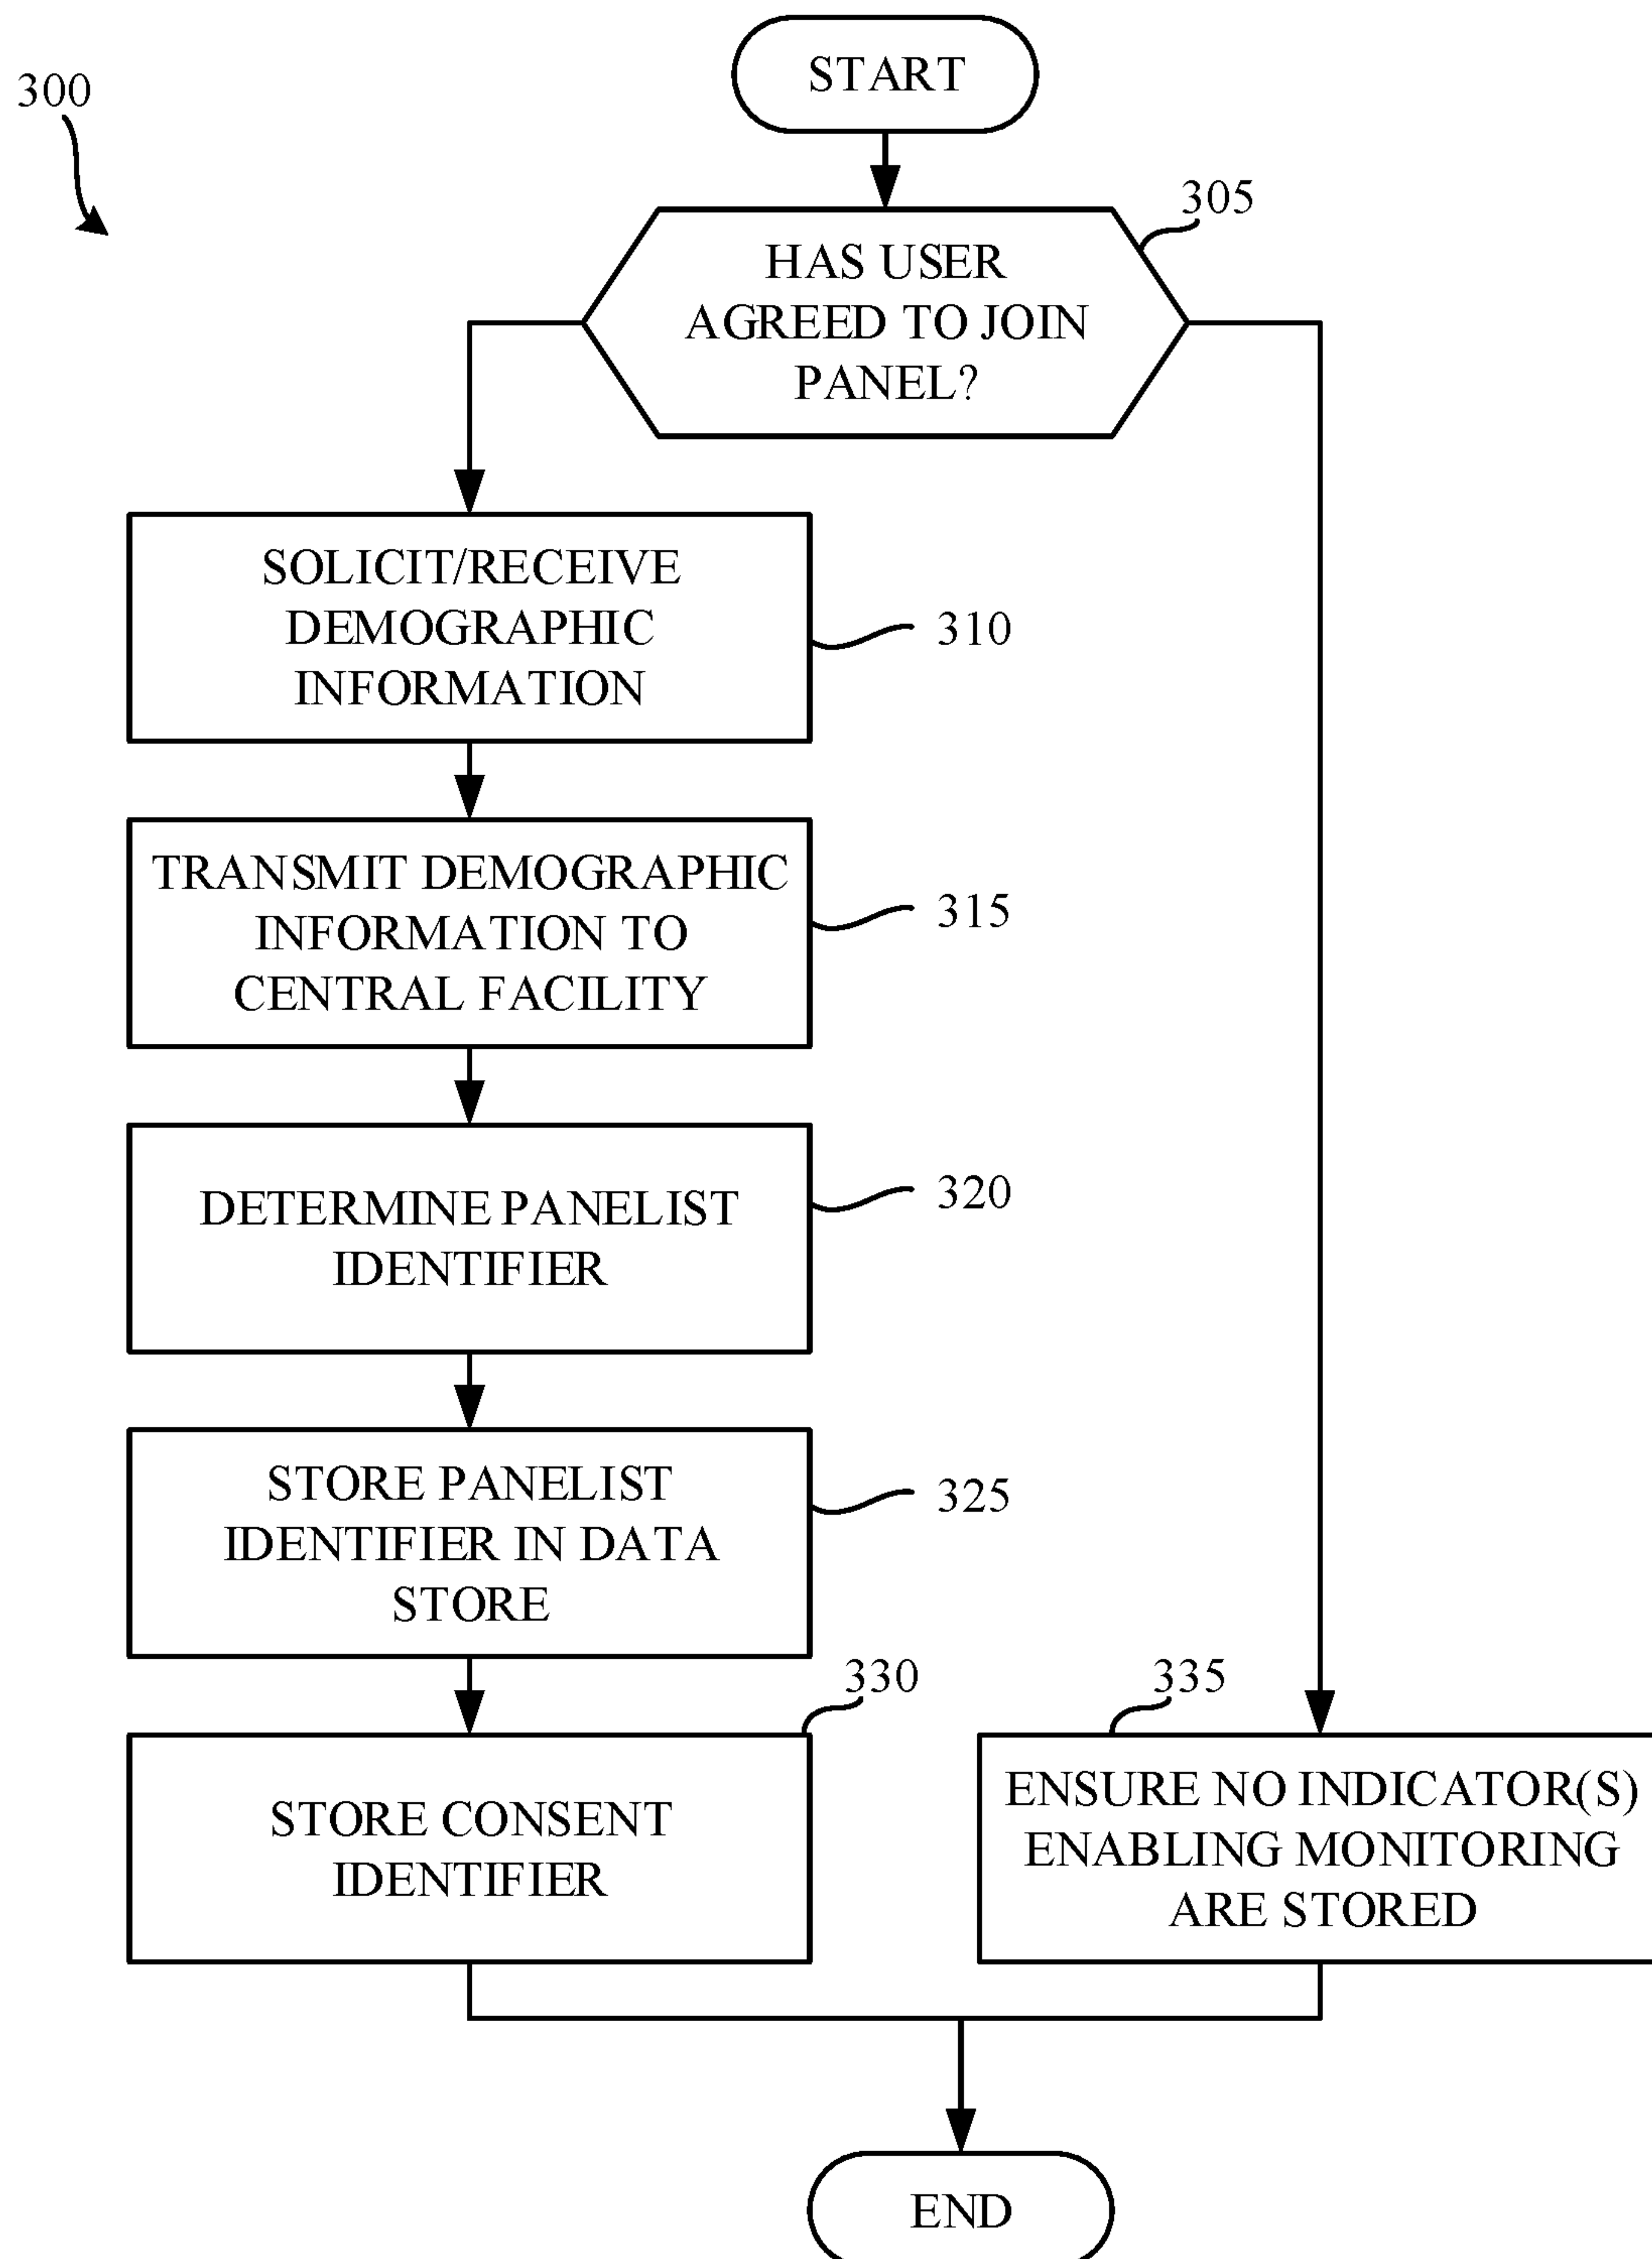 START
300
305
HAS USER
AGREED TO JOIN
PANEL?
SOLICIT/RECEIVE
DEMOGRAPHIC
INFORMATION
310
TRANSMIT DEMOGRAPHIC
INFORMATION TO
CENTRAL FACILITY
315
DETERMINE PANELIST
IDENTIFIER
320
STORE PANELIST
IDENTIFIER IN DATA
STORE
325
330
STORE CONSENT
IDENTIFIER
335
ENSURE NO INDICATOR(S)
ENABLING MONITORING
ARE STORED
END